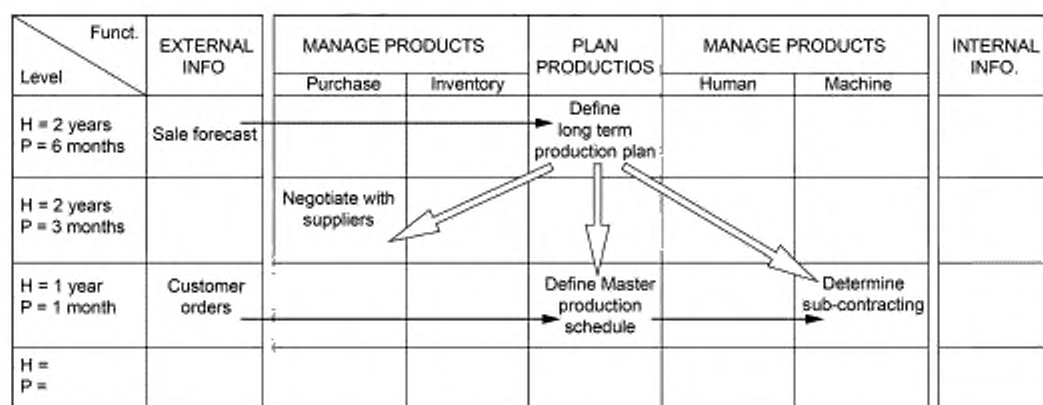 Funct.
Level
EXTERNAL
INFO
MANAGE PRODUCTS
Purchase
Inventory
PLAN
PRODUCTIOS
MANAGE PRODUCTS
Human
Machine
INTERNAL
INFO.
H = 2 years
P = 6 months
Sale forecast
Define
long term
production plan
H = 2 years
P = 3 months
Negotiate with
suppliers
H = 1 year
P = 1 month
Customer
orders
Define Master
production
schedule
Determine
sub-contracting
H =
P =